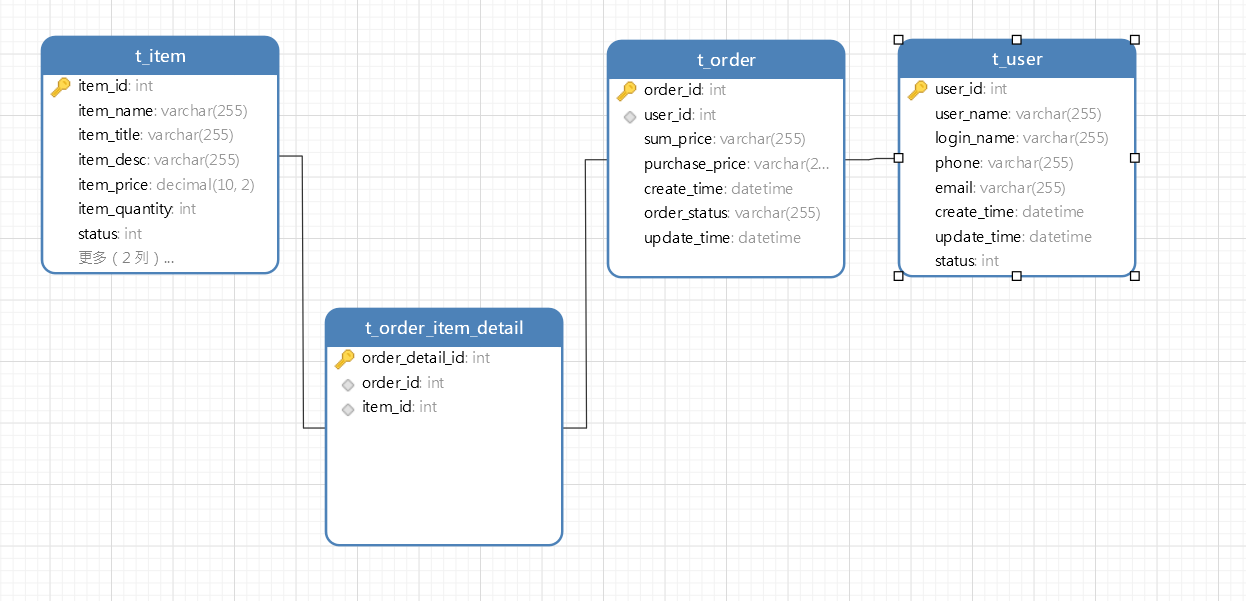 t_item
item_id: int
item_name: varchar(255)
item_title: varchar(255)
item_desc: varchar(255)
item_price: decimal(10, 2)
item_quantity: int
status: int
更多（2 列）...
t_order
order_id: int
user_id: int
sum_price: varchar(255)
purchase_price: varchar(2...
create_time: datetime
order_status: varchar(255)
update_time: datetime
t_user
user_id: int
user_name: varchar(255)
login_name: varchar(255)
phone: varchar(255)
email: varchar(255)
create_time: datetime
update_time: datetime
status: int
t_order_item_detail
order_detail_id: int
order_id: int
item_id: int